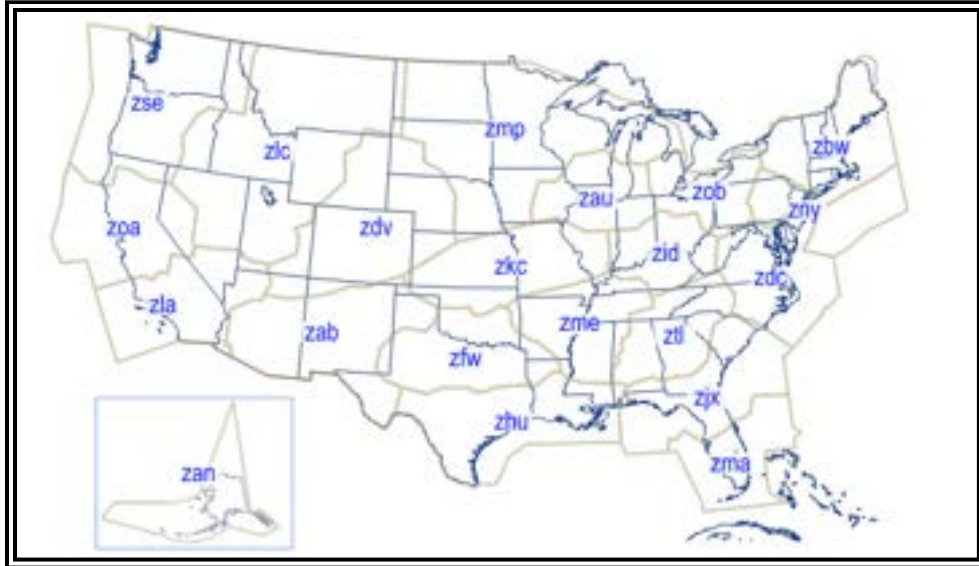 zse
zmp
zbw
zlc
zau
zob
zny
zoa
zdv
zid
zkc
zdc
zla
zab
zme
ztl
zfw
zjx
zhu
zma
zan